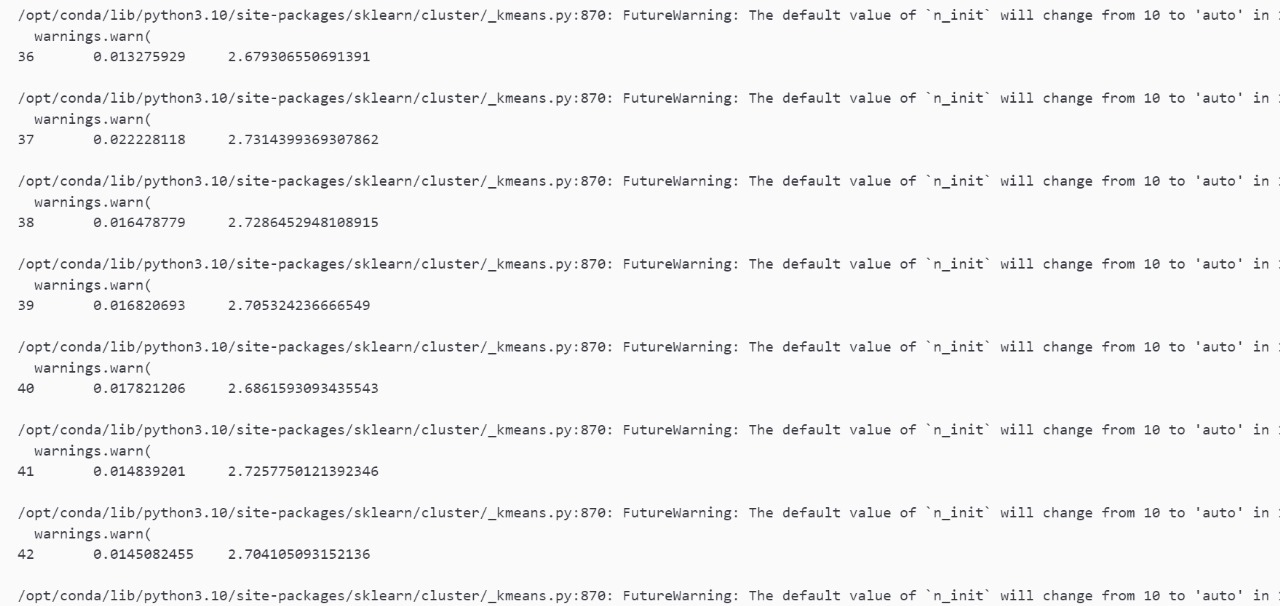 /opt/conda/lib/python3.10/site-packages/sklearn/cluster/_kmeans.py:870: FutureWarning: The default value of `n_init` will change from 10 to 'auto' in
warnings.warn(
36 0.013275929 2.679306550691391
/opt/conda/lib/python3.10/site-packages/sklearn/cluster/_kmeans.py:870: FutureWarning: The default value of `n_init` will change from 10 to 'auto' in
warnings.warn(
37 0.022228118 2.7314399369307862
/opt/conda/lib/python3.10/site-packages/sklearn/cluster/_kmeans.py:870: FutureWarning: The default value of `n_init` will change from 10 to 'auto' in
warnings.warn(
38 0.016478779 2.7286452948108915
/opt/conda/lib/python3.10/site-packages/sklearn/cluster/_kmeans.py:870: FutureWarning: The default value of `n_init` will change from 10 to 'auto' in
warnings.warn(
39 0.016820693 2.705324236666549
/opt/conda/lib/python3.10/site-packages/sklearn/cluster/_kmeans.py:870: FutureWarning: The default value of `n_init` will change from 10 to 'auto' in
warnings.warn(
40 0.017821206 2.6861593093435543
/opt/conda/lib/python3.10/site-packages/sklearn/cluster/_kmeans.py:870: FutureWarning: The default value of `n_init` will change from 10 to 'auto' in
warnings.warn(
41 0.014839201 2.7257750121392346
/opt/conda/lib/python3.10/site-packages/sklearn/cluster/_kmeans.py:870: FutureWarning: The default value of `n_init` will change from 10 to 'auto' in
warnings.warn(
42 0.0145082455 2.704105093152136
/opt/conda/lib/python3.10/site-packages/sklearn/cluster/_kmeans.py:870: FutureWarning: The default value of `n_init` will change from 10 to 'auto' in